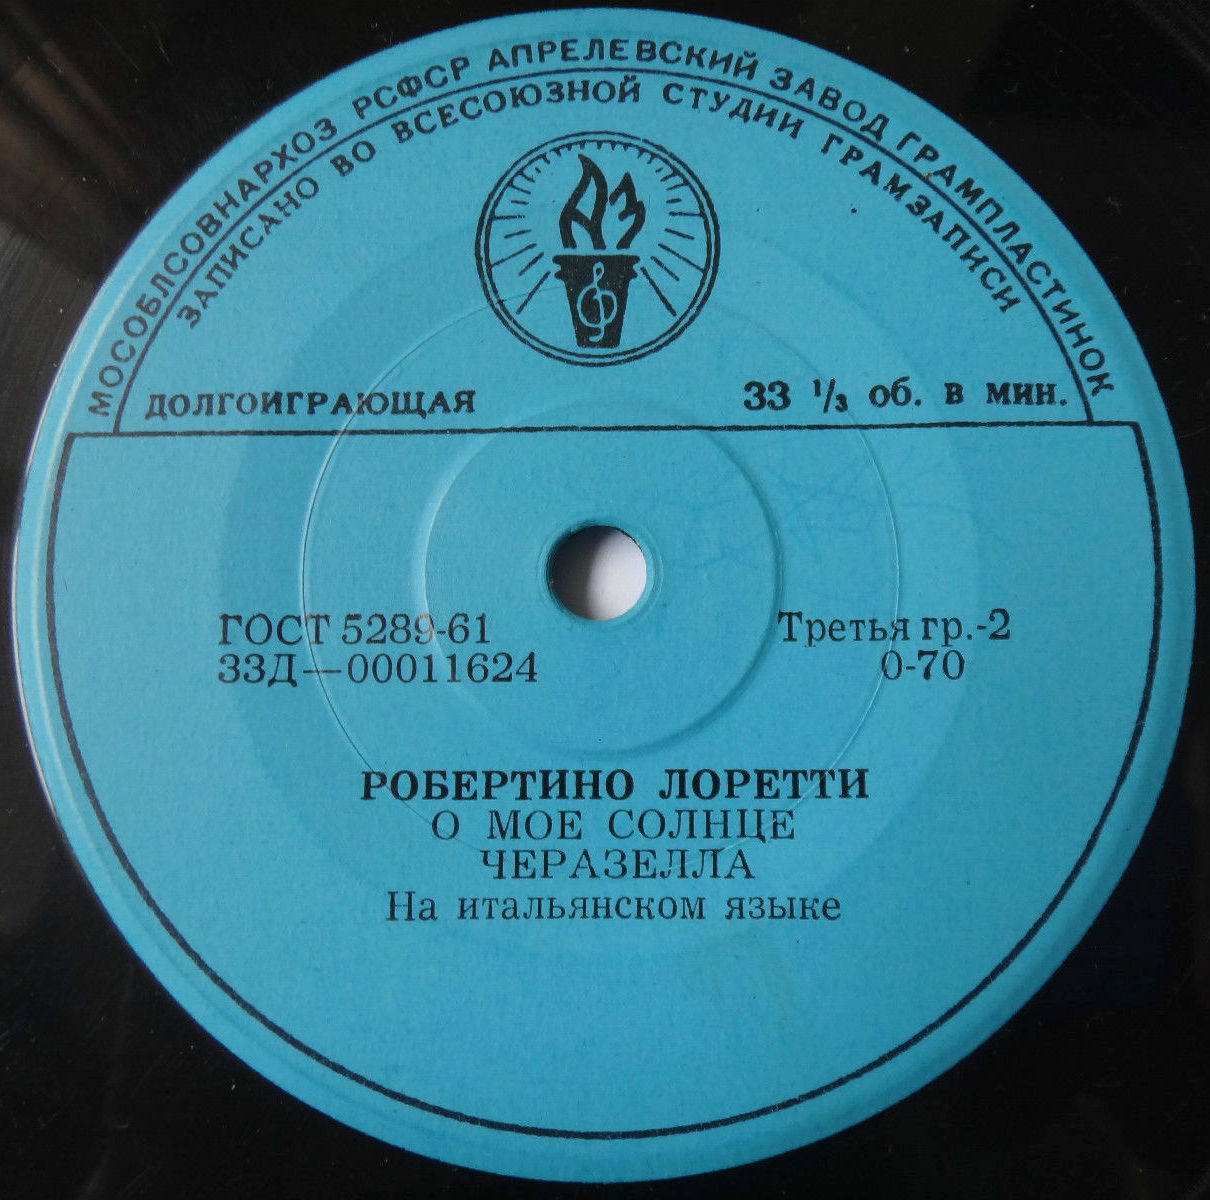 МОСОБЛСОВНАРХОЗ РСФСР АПРЕЛЕВСКИЙ ЗАВОД ГРАМПЛАСТИНОК
ЗАПИСАНО ВО ВСЕСОЮЗНОЙ СТУДИИ ГРАМЗАПИСИ
АЗ
ДОЛГОИГРАЮЩАЯ 33 ⅓ об. в мин.
ГОСТ 5289-61 Третья гр.-2
33Д—00011624 0-70
РОБЕРТИНО ЛОРЕТТИ
О МОЕ СОЛНЦЕ
ЧЕРАЗЕЛЛА
На итальянском языке